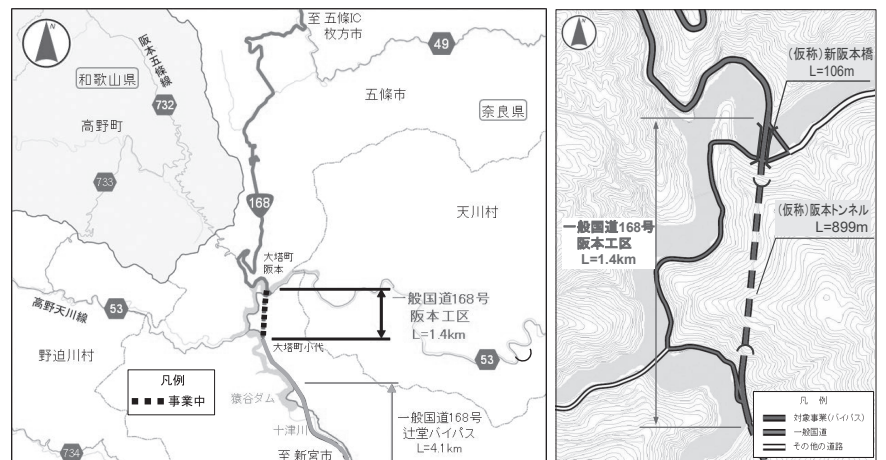 N
至 五條IC
枚方市
49
阪本五條線
和歌山県
732
五條市
奈良県
高野町
733
168
天川村
大塔町
阪本
高野天川線
53
一般国道168号
阪本工区
L=1.4km
大塔町小代
53
野迫川村
凡例
事業中
猿谷ダム
十津川
一般国道168号
辻堂バイパス
L=4.1km
734
至 新宮市
N
(仮称)新阪本橋
L=106m
(仮称)阪本トンネル
L=899m
一般国道168号
阪本工区
L=1.4km
凡 例
対象事業(バイパス)
一般国道
その他の道路